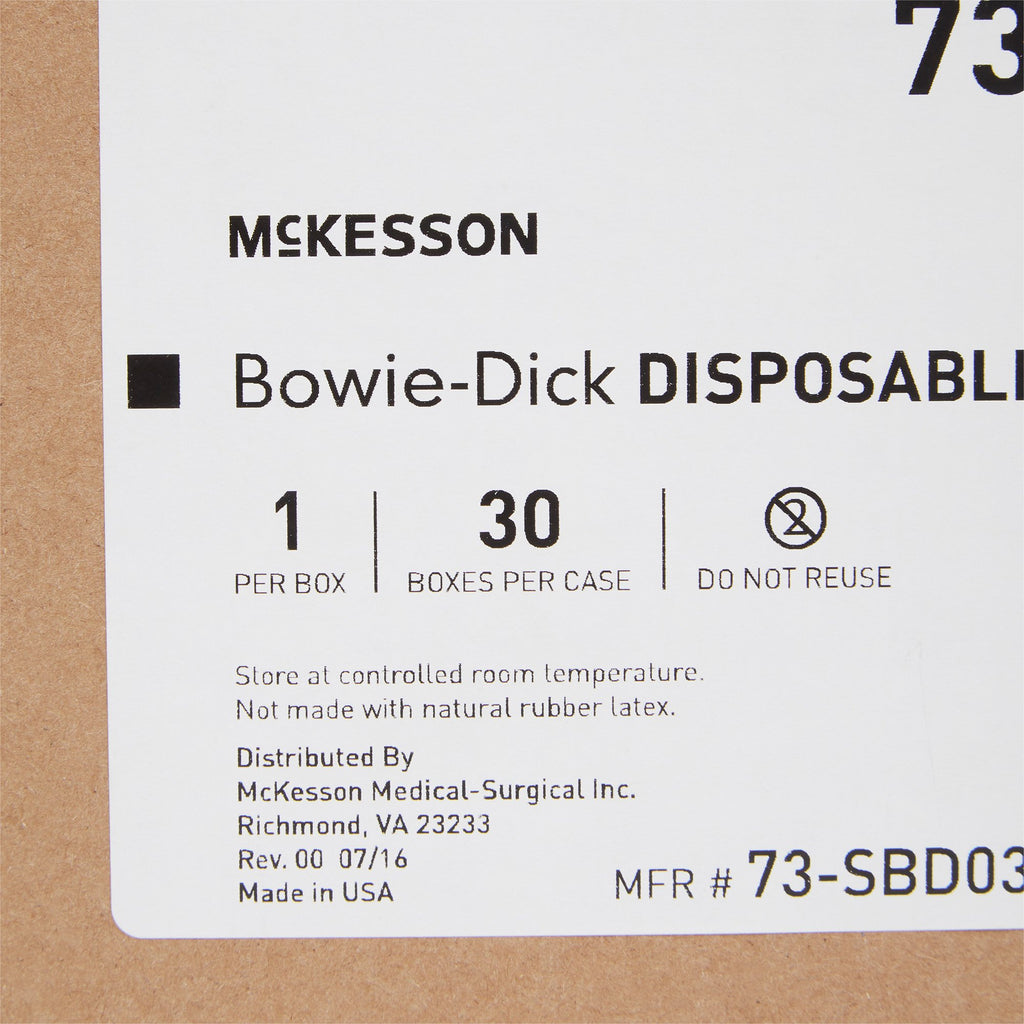 73
McKESSON
Bowie-Dick DISPOSABL
1
PER BOX
30
BOXES PER CASE
2
DO NOT REUSE
Store at controlled room temperature.
Not made with natural rubber latex.
Distributed By
McKesson Medical-Surgical Inc.
Richmond, VA 23233
Rev. 00 07/16
Made in USA
MFR # 73-SBD03